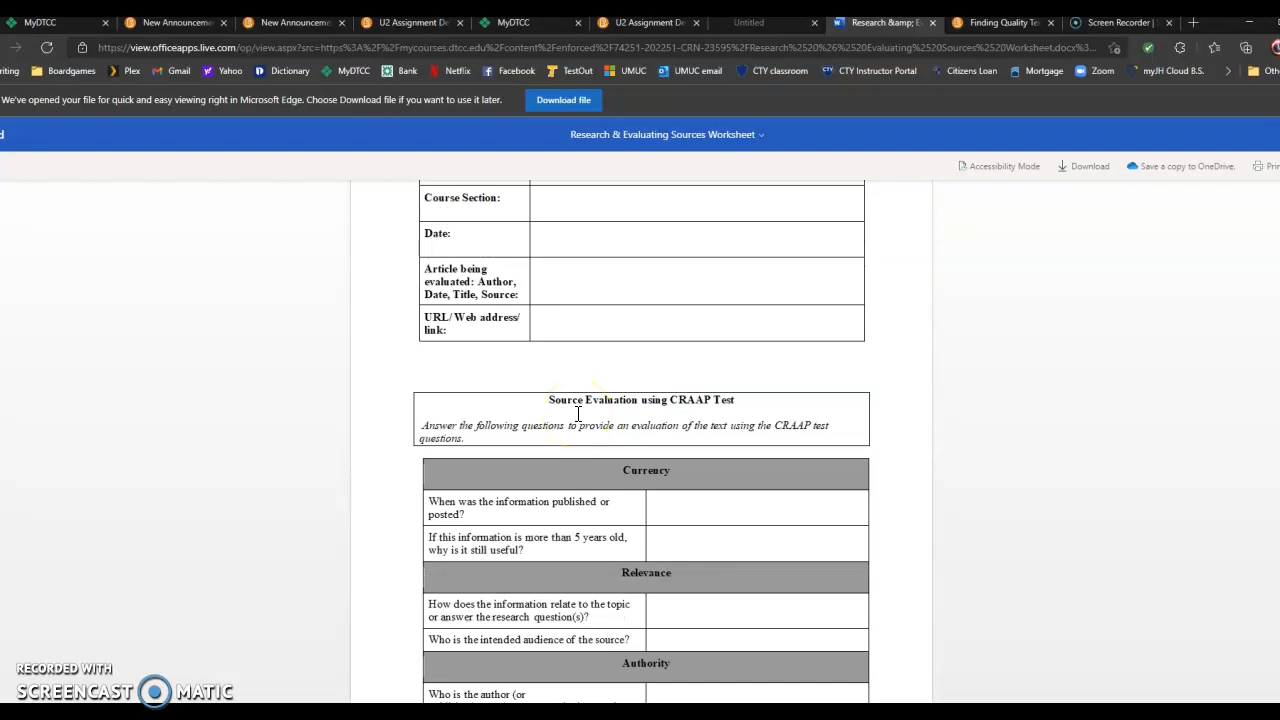 MyDTCC
New Announceme
New Announceme
U2 Assignment De
MyDTCC
U2 Assignment De
Untitled
Research &amp; E
Finding Quality Te
Screen Recorder | S
https://view.officeapps.live.com/op/view.aspx?src=https%3A%2F%2Fmycourses.dtcc.edu%2Fcontent%2Fenforced%2F74251-202251-CRN-23595%2FResearch%2520%26%2520Evaluating%2520Sources%2520Worksheet.docx%3...
riting Boardgames Plex Gmail Yahoo Dictionary MyDTCC Bank Netflix Facebook TestOut UMUC UMUC email CTY classroom CTY Instructor Portal Citizens Loan Mortgage Zoom myJH Cloud B.S. Oth
We've opened your file for quick and easy viewing right in Microsoft Edge. Choose Download file if you want to use it later. Download file
d Research & Evaluating Sources Worksheet
Accessibility Mode Download Save a copy to OneDrive. Prin
Course Section:
Date:
Article being
evaluated: Author,
Date, Title, Source:
URL/ Web address/
link:
Source Evaluation using CRAAP Test
Answer the following questions to provide an evaluation of the text using the CRAAP test
questions.
Currency
When was the information published or
posted?
If this information is more than 5 years old,
why is it still useful?
Relevance
How does the information relate to the topic
or answer the research question(s)?
Who is the intended audience of the source?
Authority
Who is the author (or
RECORDED WITH
SCREENCAST MATIC